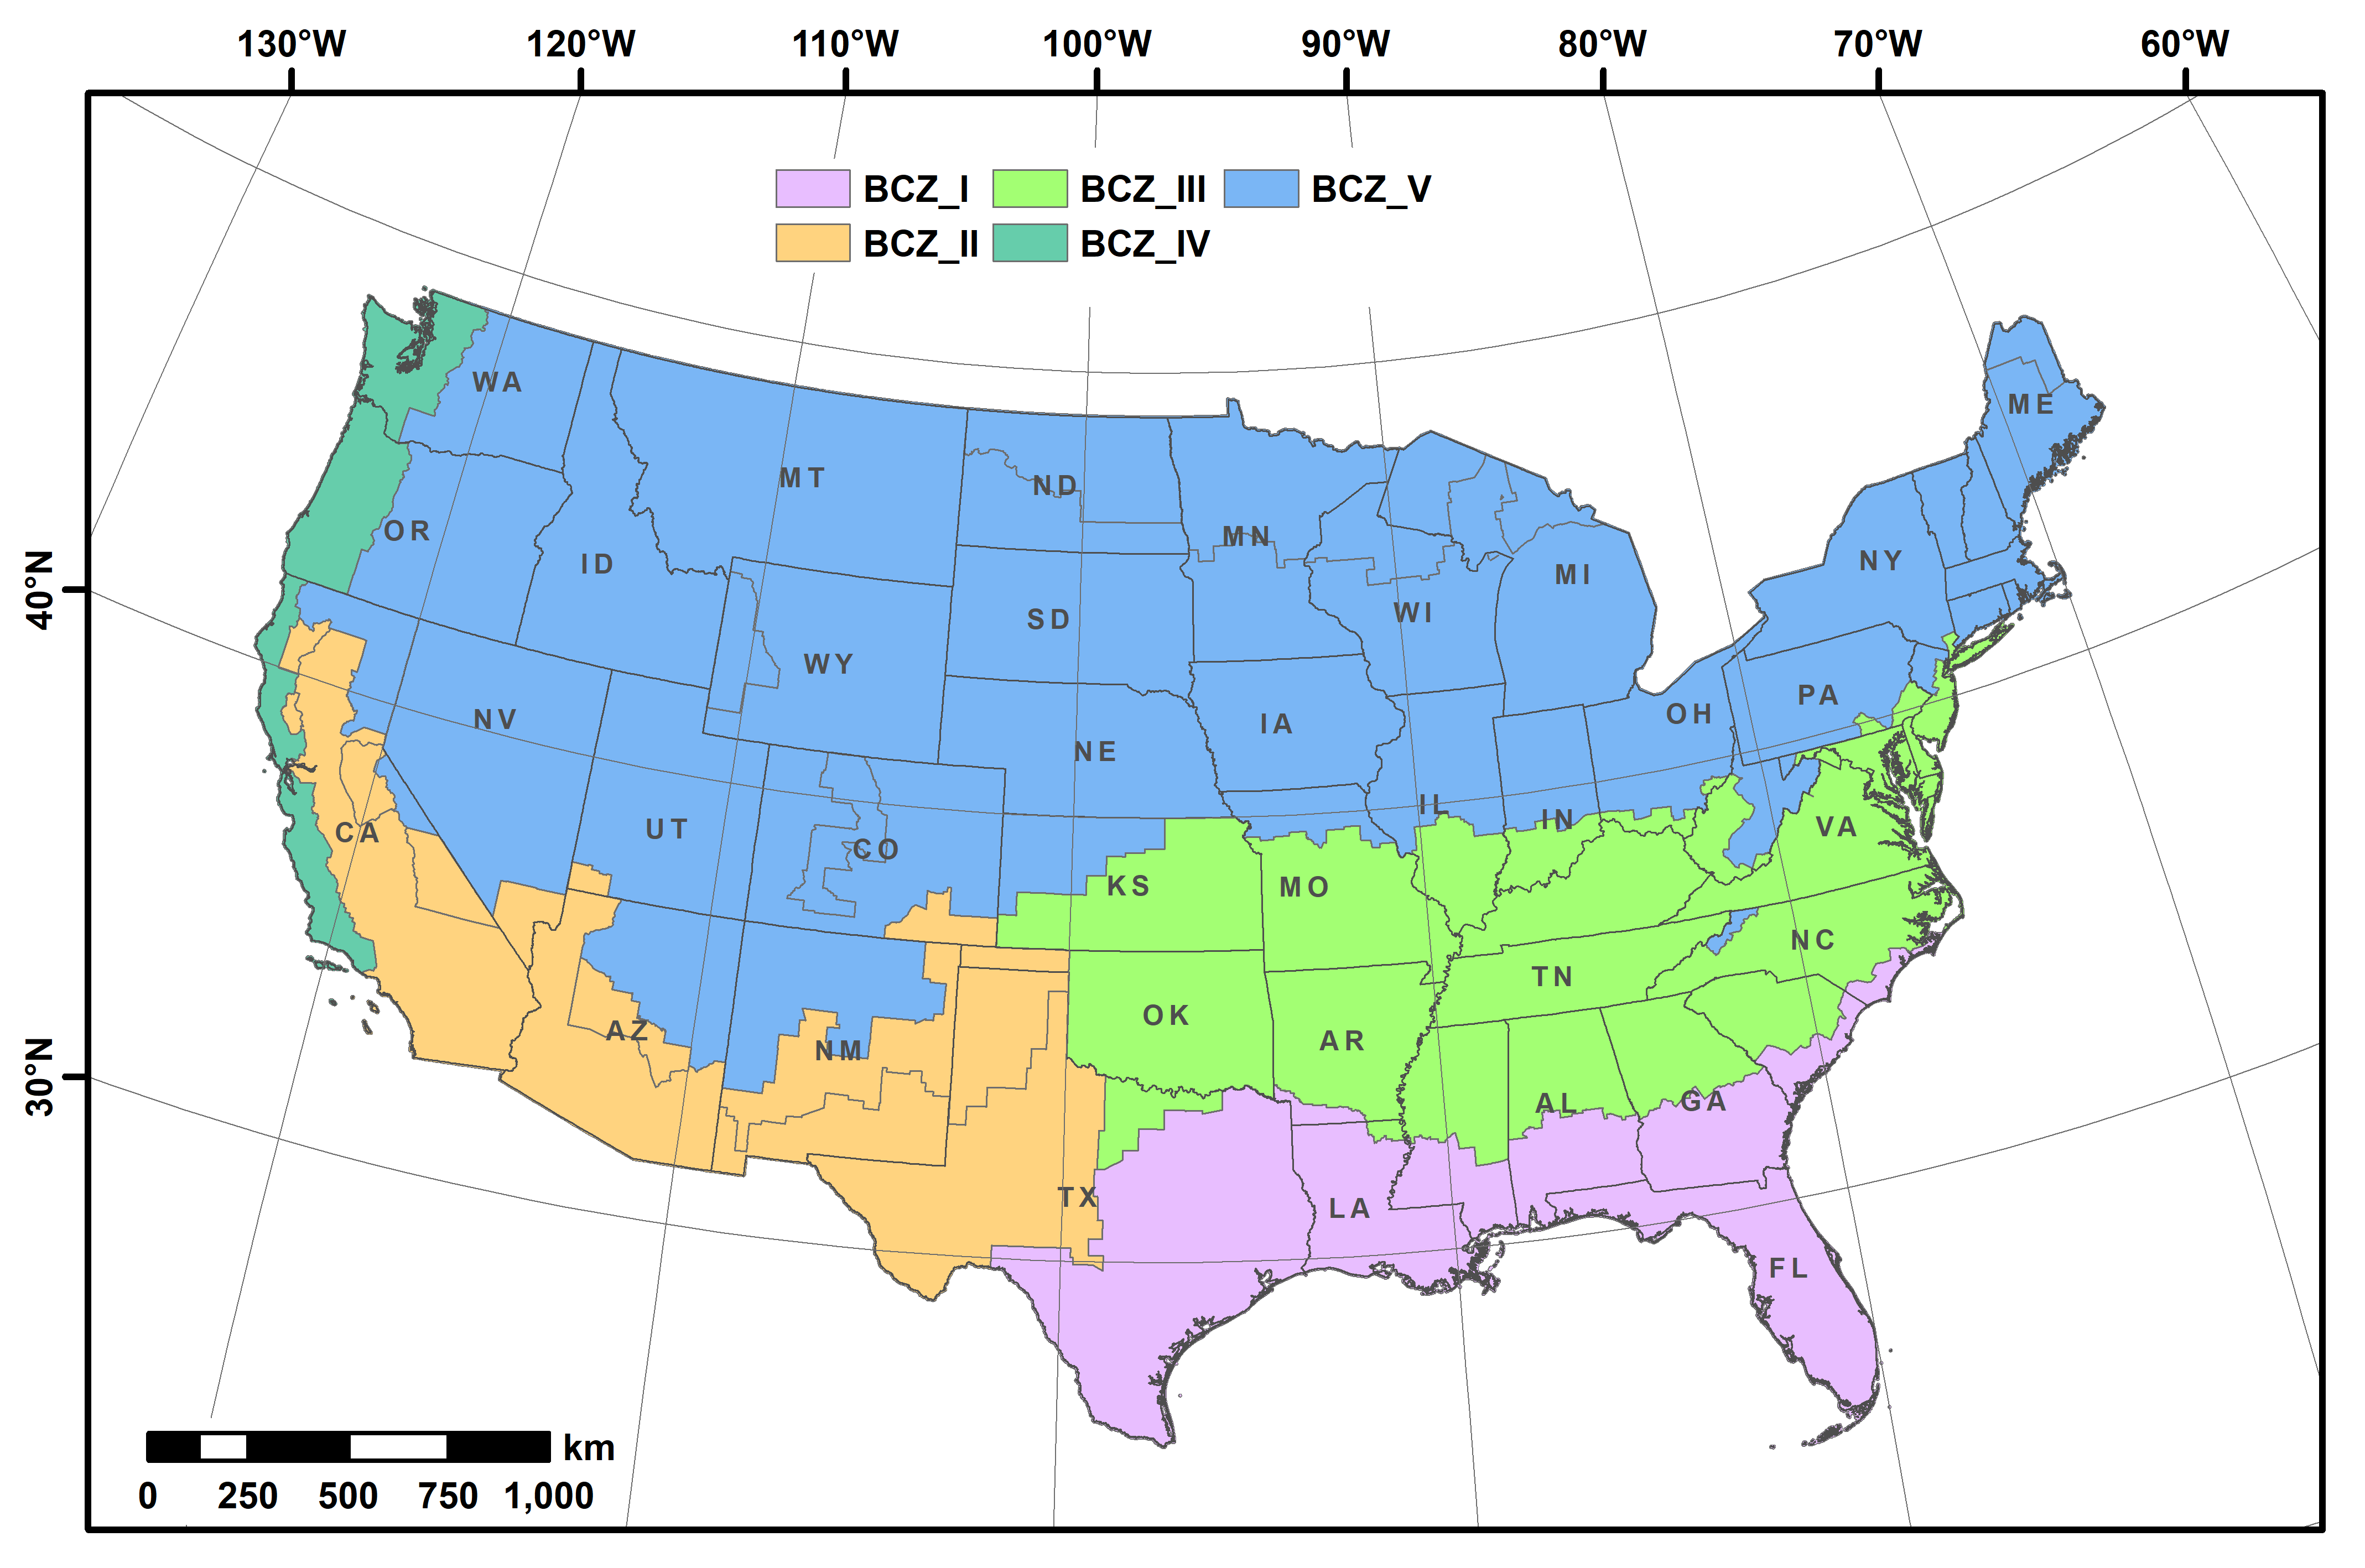 130°W 120°W 110°W 100°W 90°W 80°W 70°W 60°W
BCZ_I BCZ_III BCZ_V
BCZ_II BCZ_IV
40°N
30°N
WA
ME
MT
ND
OR
MN
NY
ID
MI
SD
WI
WY
PA
NV
IA
OH
NE
IL
IN
UT
CA
VA
CO
KS
MO
NC
TN
OK
AZ
AR
NM
AL
GA
TX
LA
FL
km
0 250 500 750 1,000